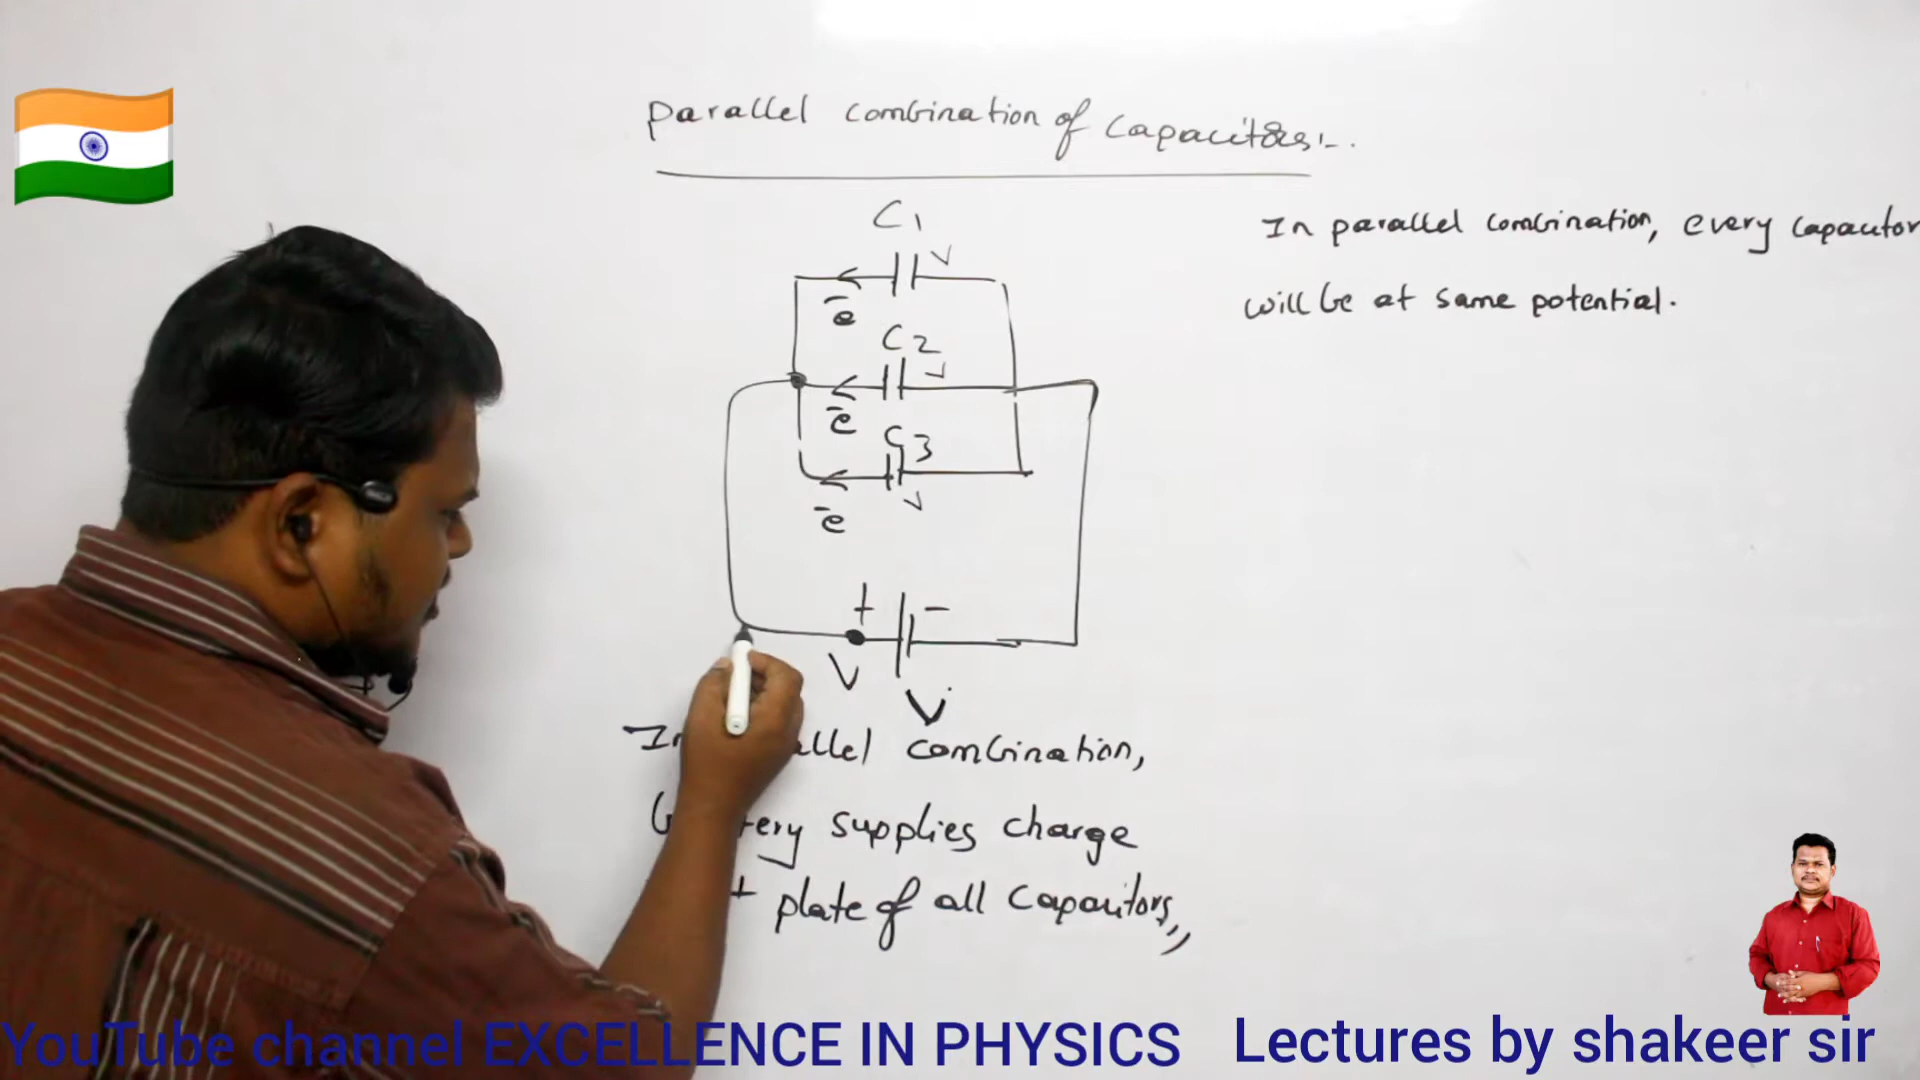 Parallel combination of Capacitors:-.
C1
V
e
C2
V
e
C3
V
e
+ -
V
V
In parallel combination, every capacitor
will be at same potential.
combination,
supplies charge
+ plate of all capacitors,,
YouTube channel EXCELLENCE IN PHYSICS
Lectures by shakeer sir